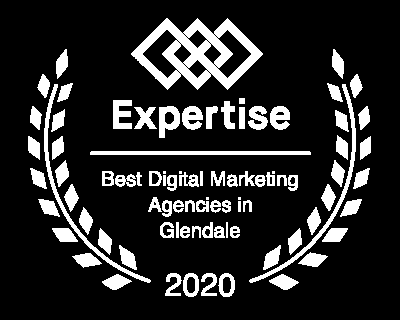 Expertise
Best Digital Marketing
Agencies in
Glendale
2020